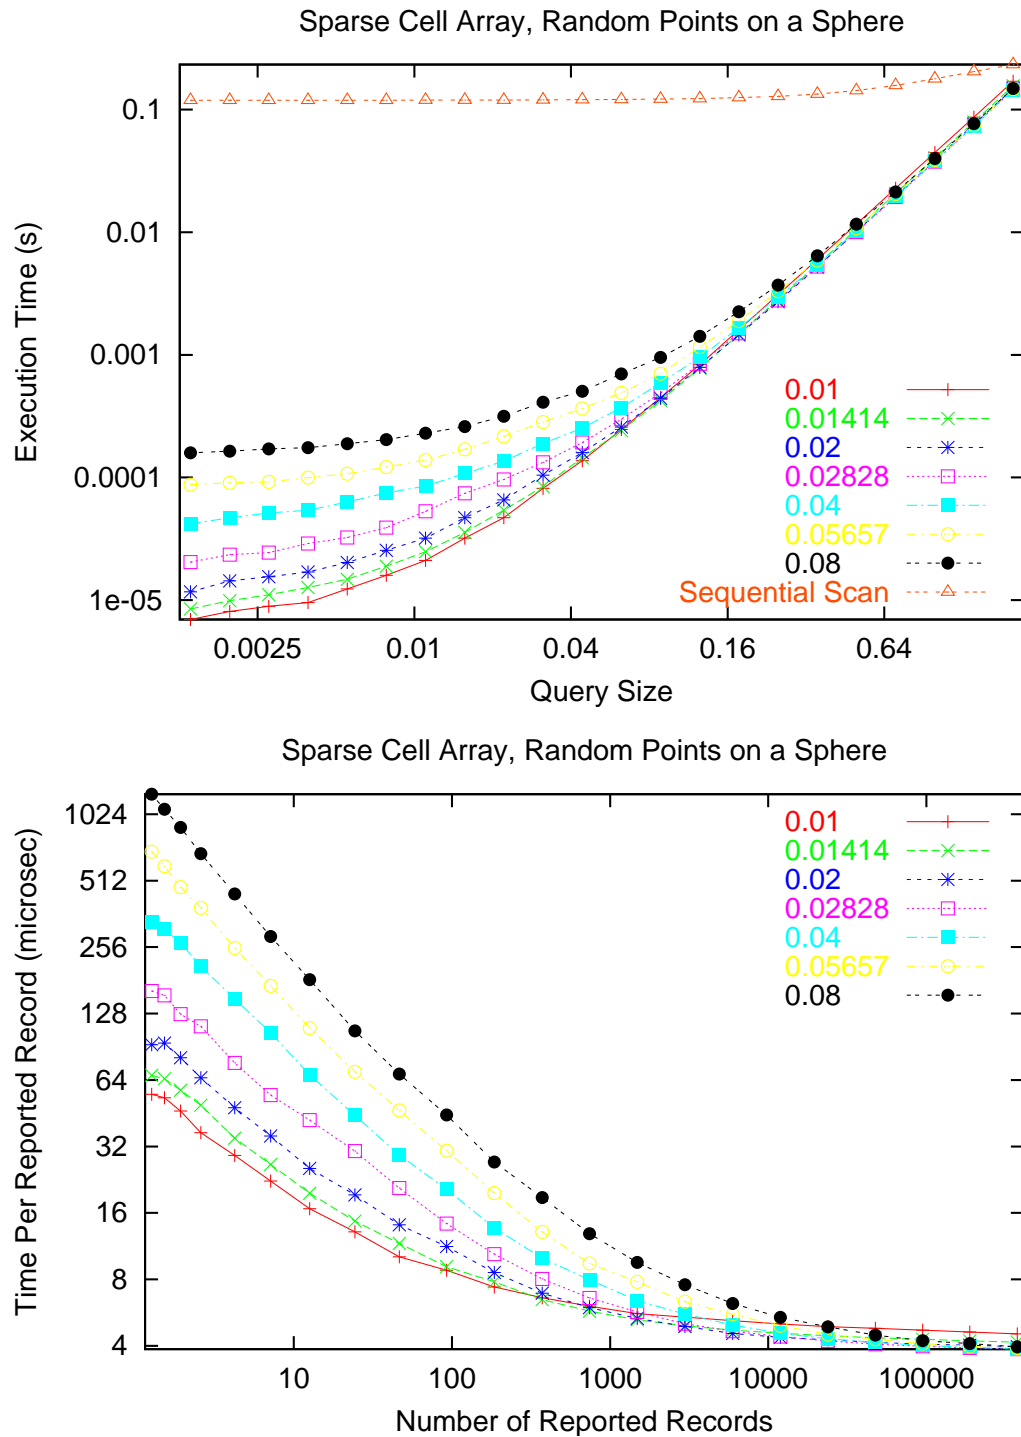 Sparse Cell Array, Random Points on a Sphere
Execution Time (s)
0.1
0.01
0.001
0.0001
1e-05
0.01
0.01414
0.02
0.02828
0.04
0.05657
0.08
Sequential Scan
0.0025 0.01 0.04 0.16 0.64
Query Size
Sparse Cell Array, Random Points on a Sphere
Time Per Reported Record (microsec)
1024
512
256
128
64
32
16
8
4
0.01
0.01414
0.02
0.02828
0.04
0.05657
0.08
10 100 1000 10000 100000
Number of Reported Records